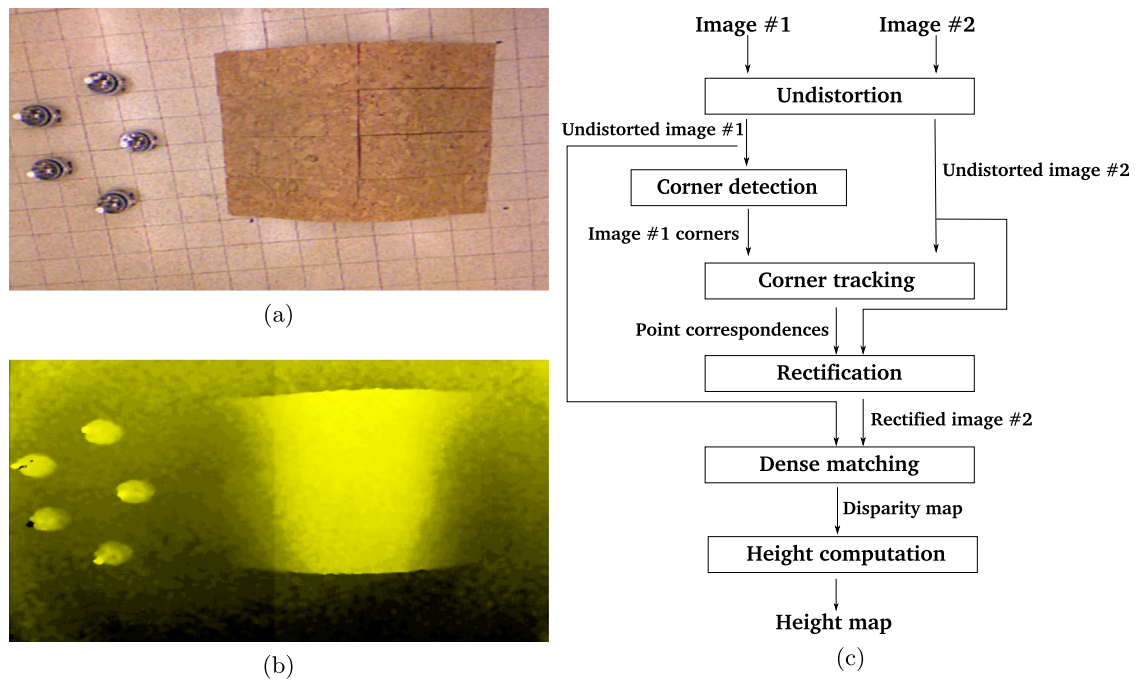 (a)
(b)
Image #1
Image #2
Undistortion
Undistorted image #1
Undistorted image #2
Corner detection
Image #1 corners
Corner tracking
Point correspondences
Rectification
Rectified image #2
Dense matching
Disparity map
Height computation
Height map
(c)